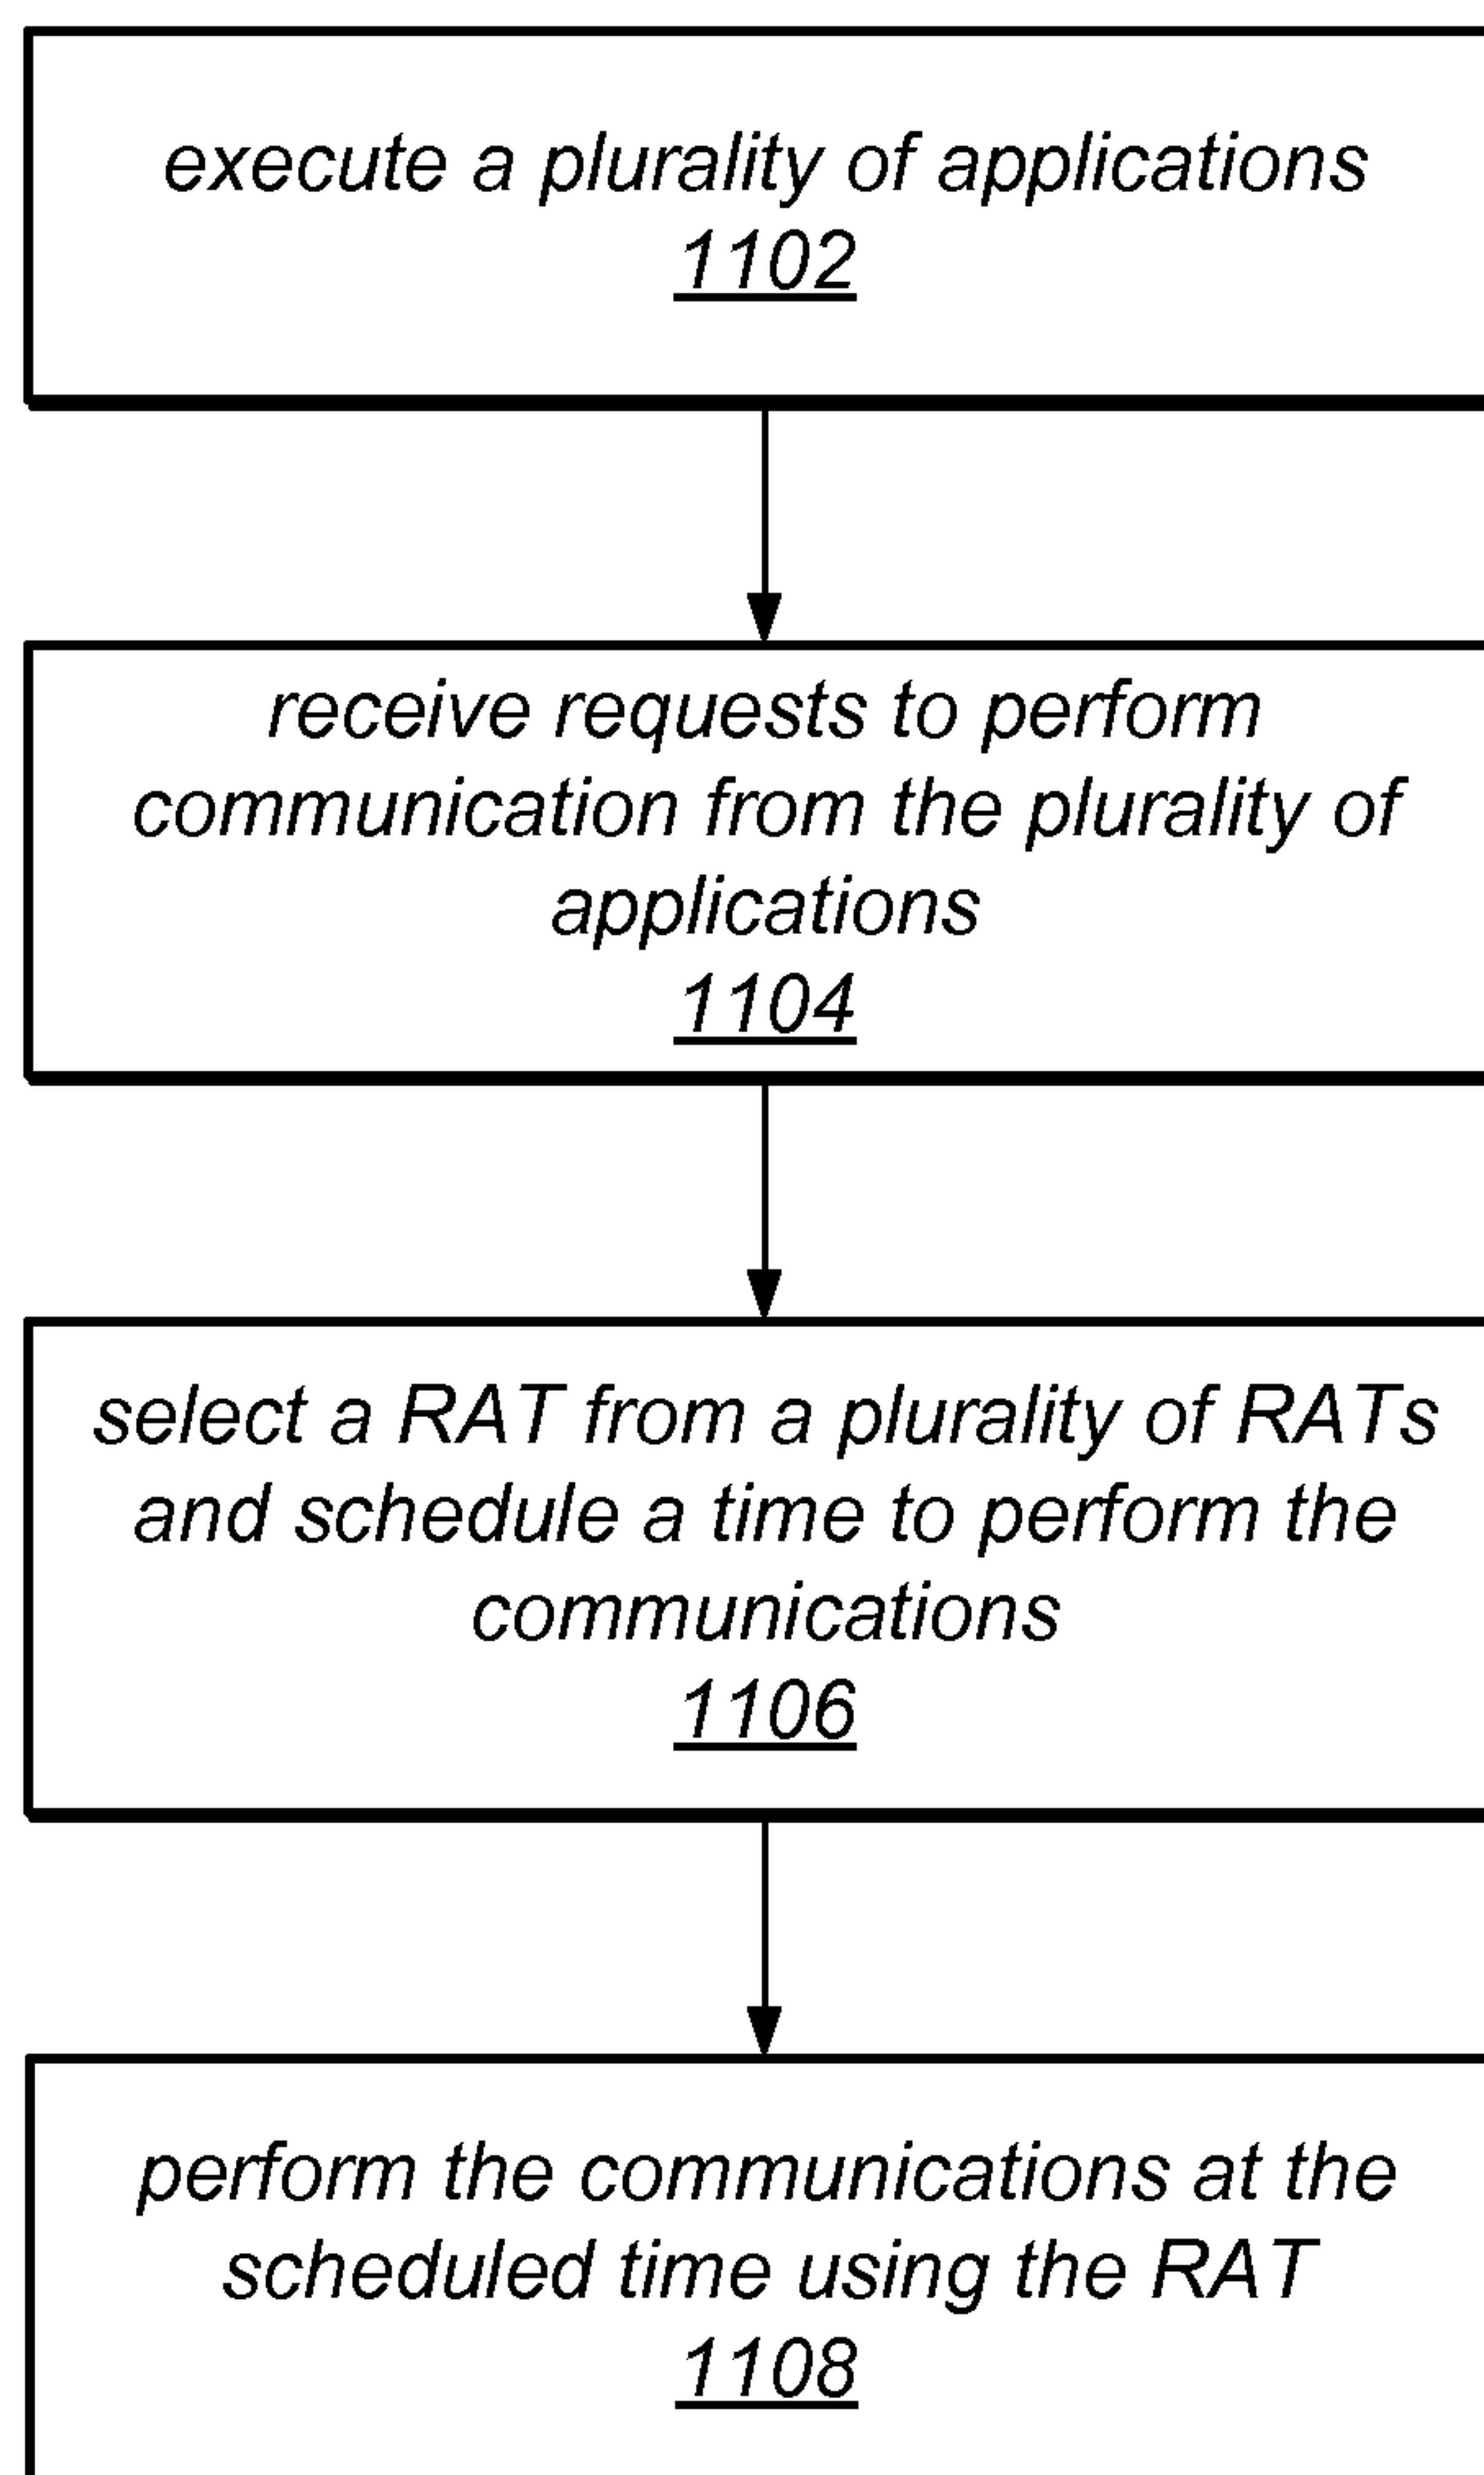 execute a plurality of applications
1102
receive requests to perform
communication from the plurality of
applications
1104
select a RAT from a plurality of RATs
and schedule a time to perform the
communications
1106
perform the communications at the
scheduled time using the RAT
1108